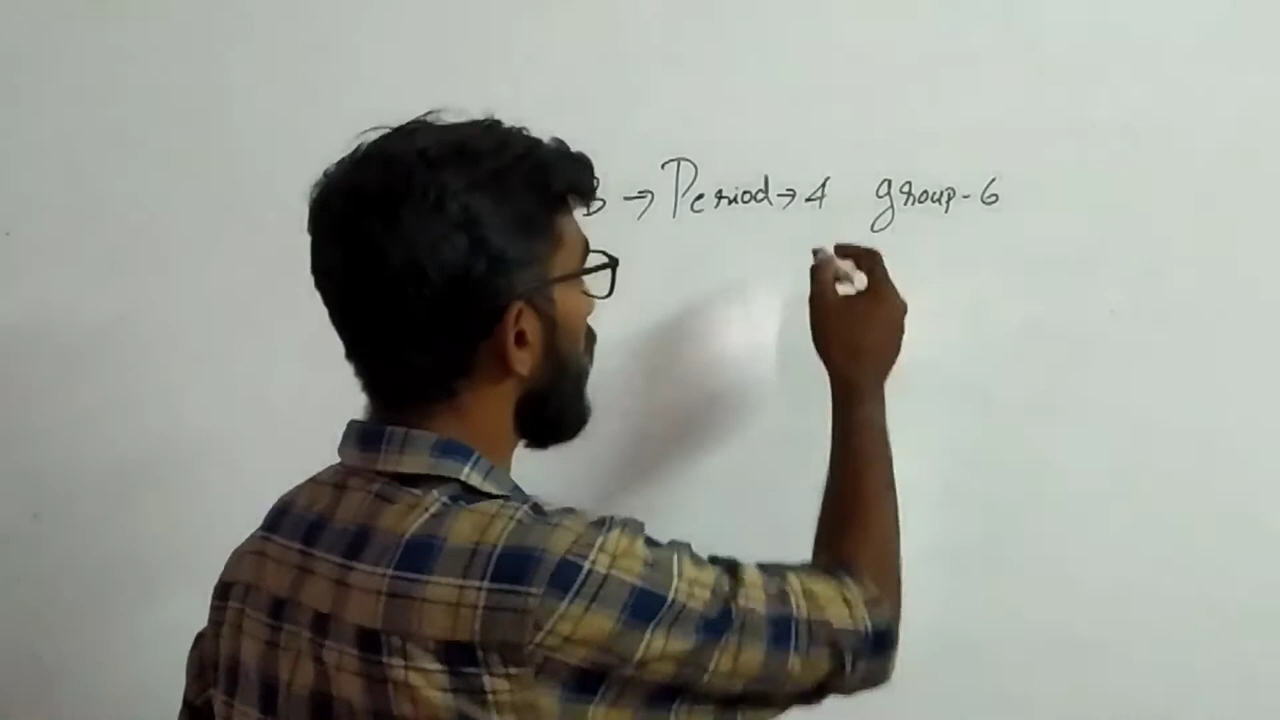 B → Period → 4 group - 6